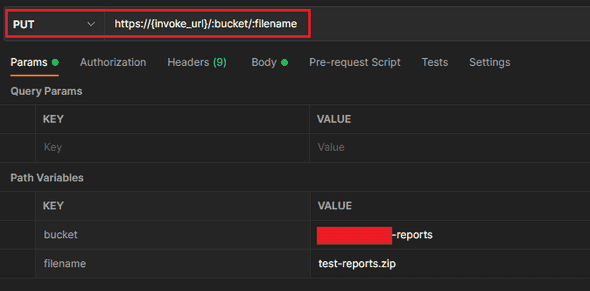 PUT https://{invoke_url}/:bucket/:filename
Params Authorization Headers (9) Body Pre-request Script Tests Settings
Query Params
KEY VALUE
Key Value
Path Variables
KEY VALUE
bucket -reports
filename test-reports.zip